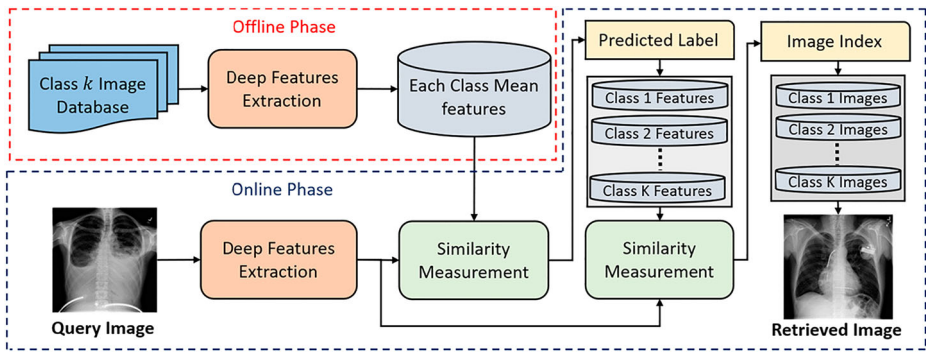 Offline Phase
Class k Image
Database
Deep Features
Extraction
Each Class Mean
features
Online Phase
Query Image
Deep Features
Extraction
Similarity
Measurement
Predicted Label
Class 1 Features
Class 2 Features
Class K Features
Similarity
Measurement
Image Index
Class 1 Images
Class 2 Images
Class K Images
Retrieved Image